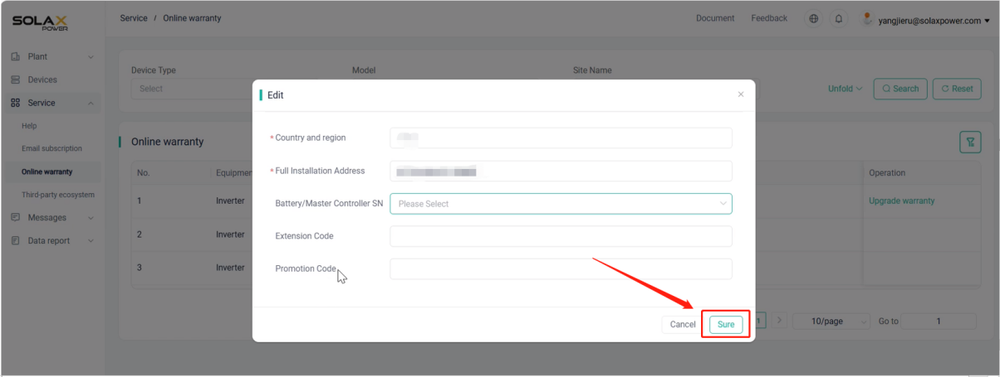 SOLAX
POWER
Service / Online warranty
Document Feedback yangjieru@solaxpower.com
Plant
Devices
Service
Help
Email subscription
Online warranty
Third-party ecosystem
Messages
Data report
Device Type Model Site Name
Select
Unfold Search Reset
Online warranty
No. Equipmen Operation
1 Inverter Upgrade warranty
2 Inverter
3 Inverter
1 10/page Go to 1
Edit
* Country and region
* Full Installation Address
Battery/Master Controller SN Please Select
Extension Code
Promotion Code
Cancel Sure